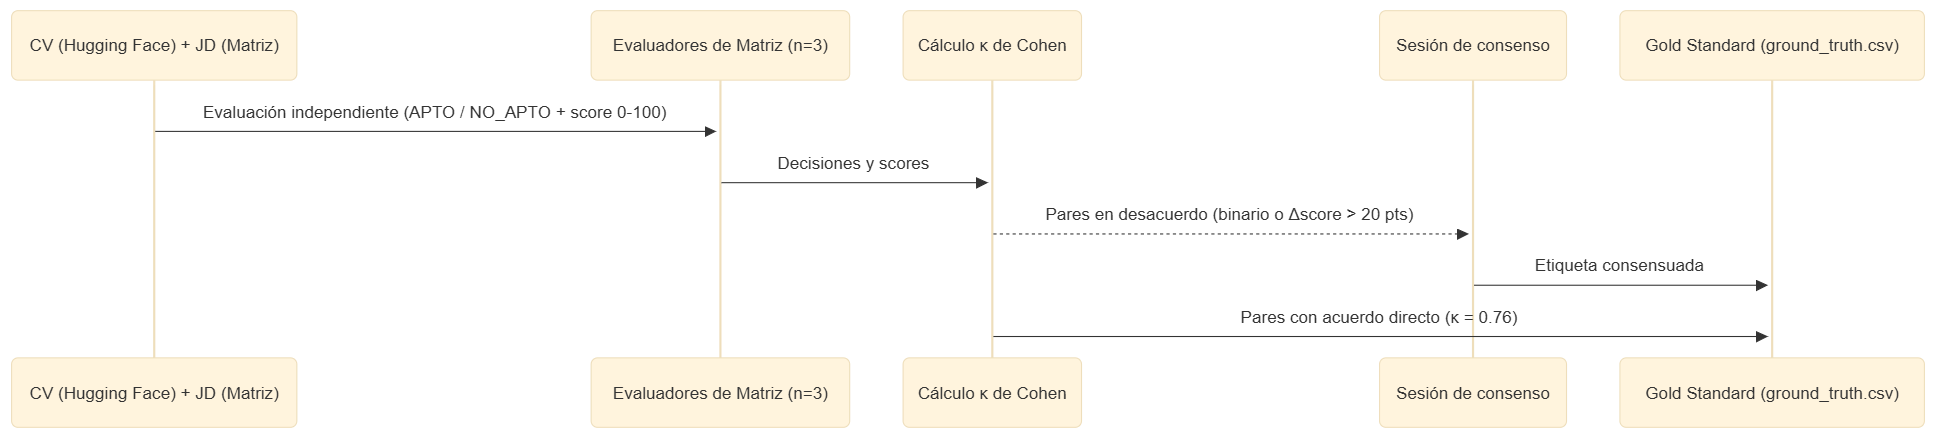 CV (Hugging Face) + JD (Matriz)
Evaluadores de Matriz (n=3)
Cálculo κ de Cohen
Sesión de consenso
Gold Standard (ground_truth.csv)
Evaluación independiente (APTO / NO_APTO + score 0-100)
Decisiones y scores
Pares en desacuerdo (binario o Δscore > 20 pts)
Etiqueta consensuada
Pares con acuerdo directo (κ = 0.76)
CV (Hugging Face) + JD (Matriz)
Evaluadores de Matriz (n=3)
Cálculo κ de Cohen
Sesión de consenso
Gold Standard (ground_truth.csv)